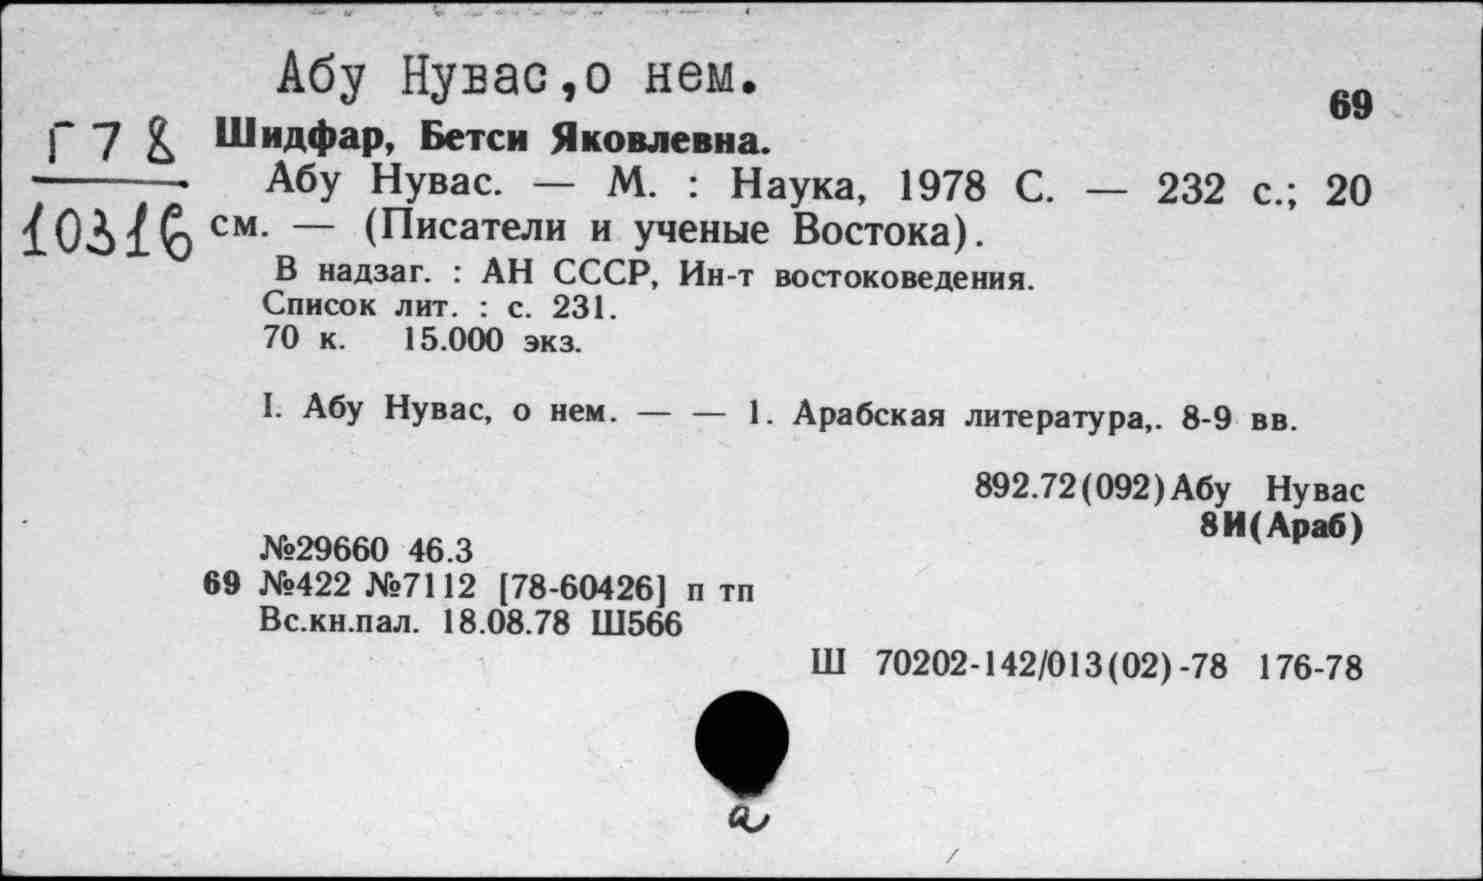 Абу Нувас,о нем.
69
Г 7 8
Шидфар, Бетси Яковлевна.
Абу Нувас. — М. : Наука, 1978 С. — 232 с.; 20
10316
см. — (Писатели и ученые Востока).
В надзаг. : АН СССР, Ин-т востоковедения.
Список лит. : с. 231.
70 к. 15.000 экз.
I. Абу Нувас, о нем. — — 1. Арабская литература,. 8-9 вв.
892.72(092)Абу Нувас
8И(Араб)
№29660 46.3
69 №422 №7112 [78-60426] п тп
Вс.кн.пал. 18.08.78 Ш566
Ш 70202-142/013(02)-78 176-78